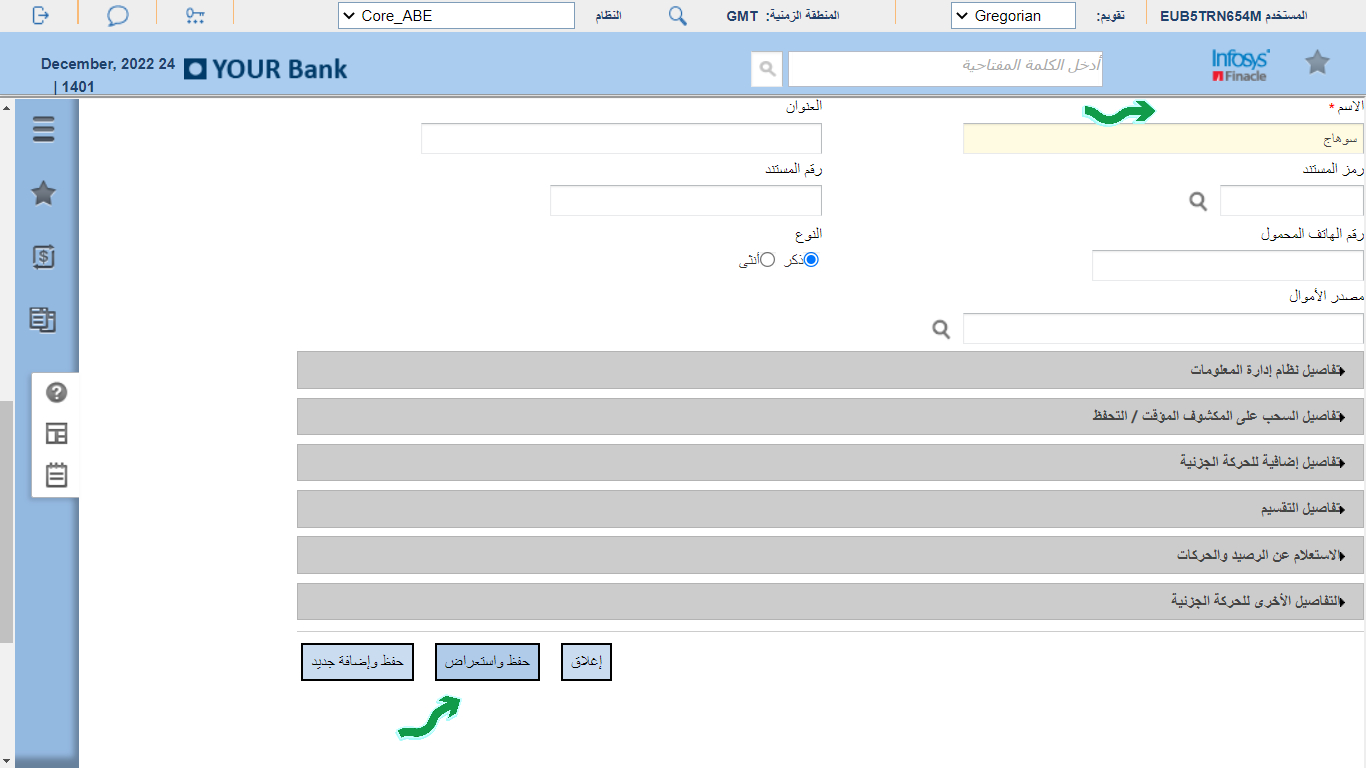 المستخدم EUB5TRN654M
تقويم: Gregorian
المنطقة الزمنية: GMT
النظام Core_ABE
Infosys
Finacle
أدخل الكلمة المفتاحية
YOUR Bank
December, 2022 24
| 1401
الاسم *
العنوان
سوهاج
رمز المستند
رقم المستند
رقم الهاتف المحمول
النوع
ذكر أنثى
مصدر الأموال
تفاصيل نظام إدارة المعلومات
تفاصيل السحب على المكشوف المؤقت / التحفظ
تفاصيل إضافية للحركة الجزئية
تفاصيل التقسيم
الاستعلام عن الرصيد والحركات
التفاصيل الأخرى للحركة الجزئية
إغلاق
حفظ واستعراض
حفظ وإضافة جديد